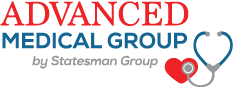 ADVANCED
MEDICAL GROUP
by Statesman Group